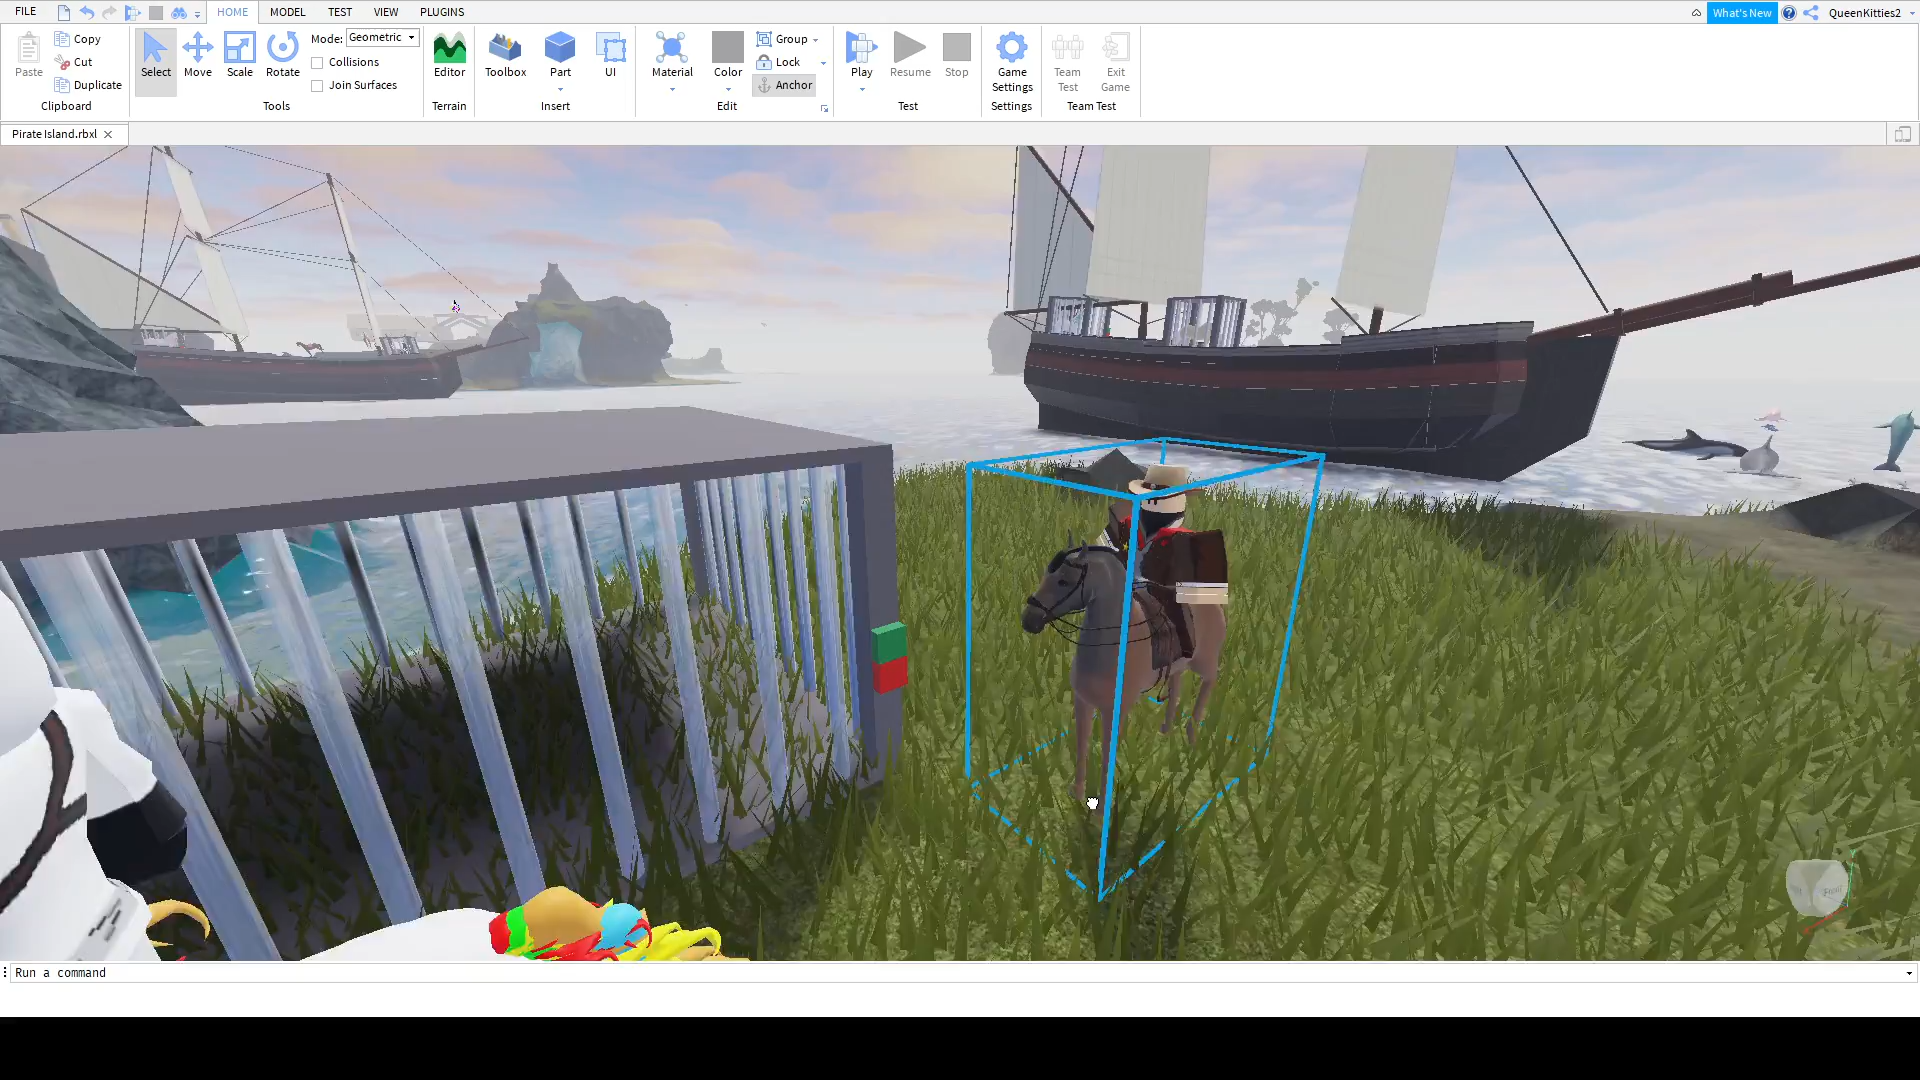 FILE HOME MODEL TEST VIEW PLUGINS What's New QueenKitties2
Paste Copy Cut Duplicate
Select Move Scale Rotate Mode: Geometric
Collisions
Join Surfaces
Editor Toolbox Part UI Material Color Group Lock Anchor
Play Resume Stop Game Settings Team Test Exit Game
Clipboard Tools Terrain Insert Edit Test Settings Team Test
Pirate Island.rbxl
Run a command